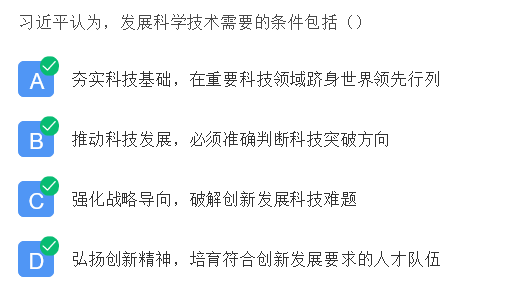 习近平认为，发展科学技术需要的条件包括（）
A 夯实科技基础，在重要科技领域跻身世界领先行列
B 推动科技发展，必须准确判断科技突破方向
C 强化战略导向，破解创新发展科技难题
D 弘扬创新精神，培育符合创新发展要求的人才队伍